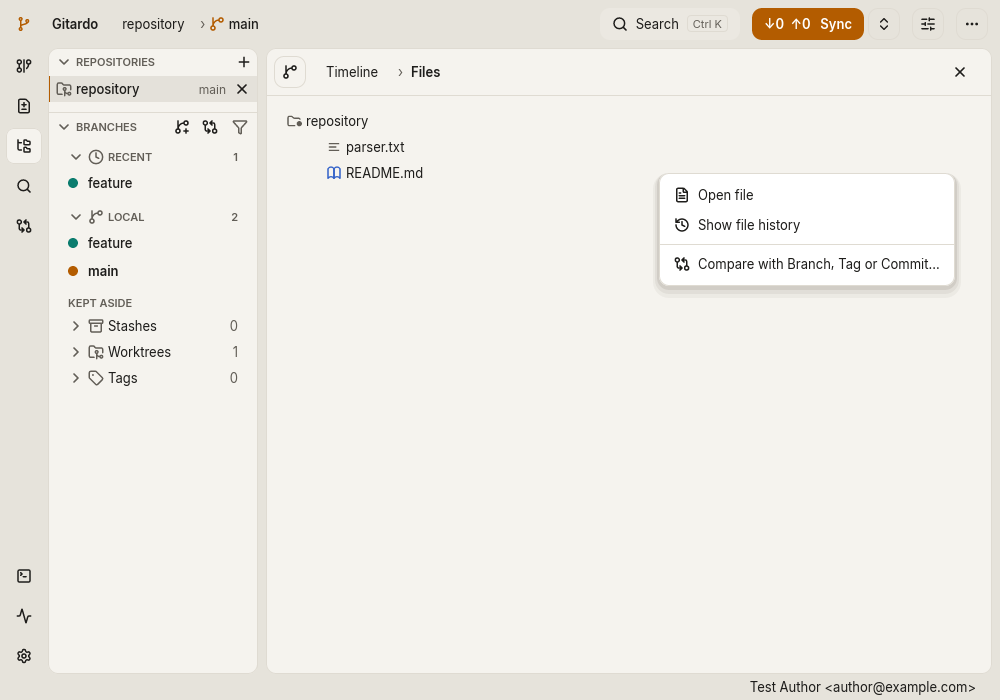 Gitardo repository › main Search Ctrl K ↓0 ↑0 Sync
REPOSITORIES
repository main
BRANCHES
RECENT 1
feature
LOCAL 2
feature
main
KEPT ASIDE
Stashes 0
Worktrees 1
Tags 0
Timeline › Files
repository
parser.txt
README.md
Open file
Show file history
Compare with Branch, Tag or Commit...
Test Author <author@example.com>